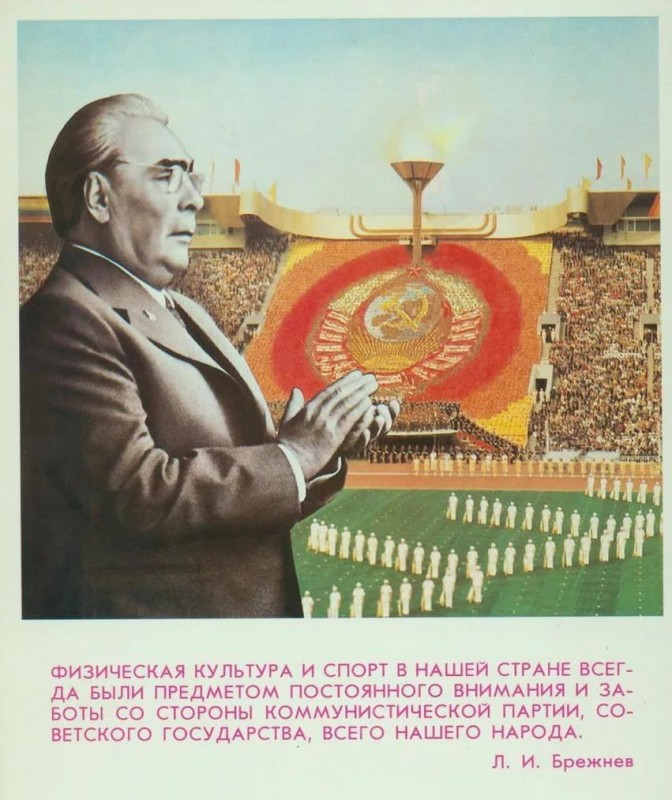 ФИЗИЧЕСКАЯ КУЛЬТУРА И СПОРТ В НАШЕЙ СТРАНЕ ВСЕГ-
ДА БЫЛИ ПРЕДМЕТОМ ПОСТОЯННОГО ВНИМАНИЯ И ЗА-
БОТЫ СО СТОРОНЫ КОММУНИСТИЧЕСКОЙ ПАРТИИ, СО-
ВЕТСКОГО ГОСУДАРСТВА, ВСЕГО НАШЕГО НАРОДА.
Л. И. Брежнев